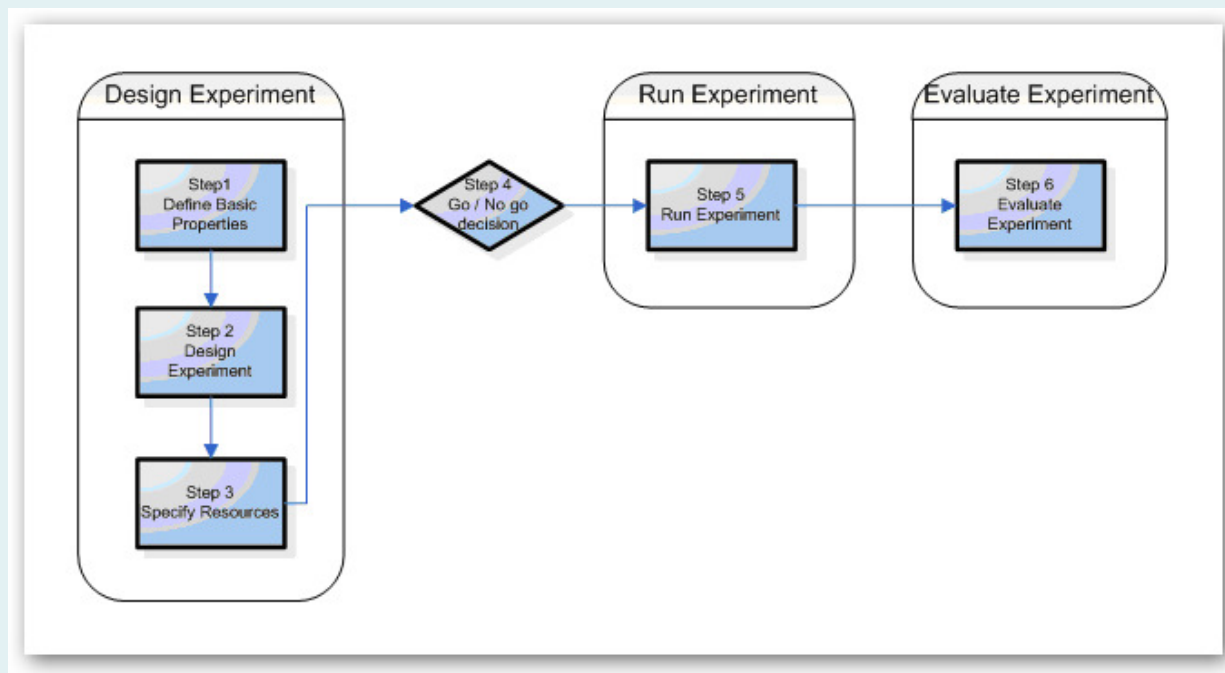 Design Experiment
Step1
Define Basic
Properties
Step 2
Design
Experiment
Step 3
Specify Resources
Step 4
Go / No go
decision
Run Experiment
Step 5
Run Experiment
Evaluate Experiment
Step 6
Evaluate
Experiment